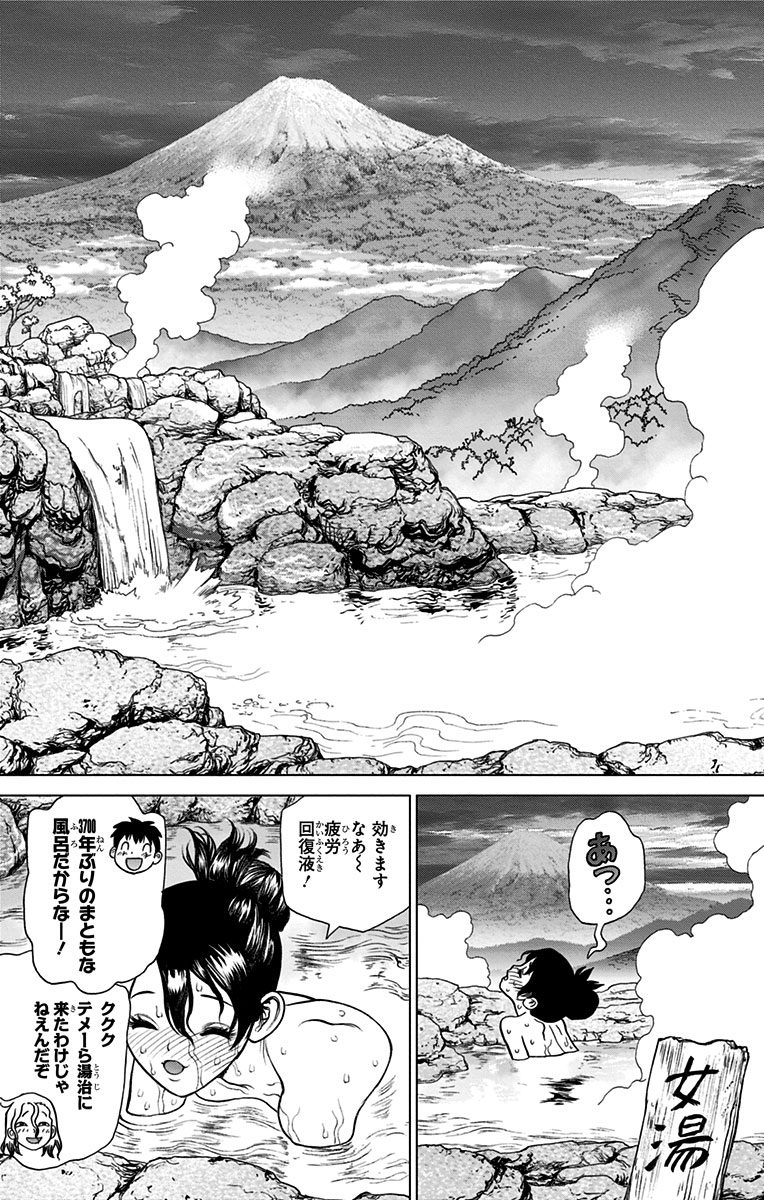 あっ・・・
女湯
効きます
なあ～
疲労
回復液！
3700年ぶりのまともな
風呂だからなー！
ククク
テメーら湯治に
来たわけじゃ
ねえんだぞ